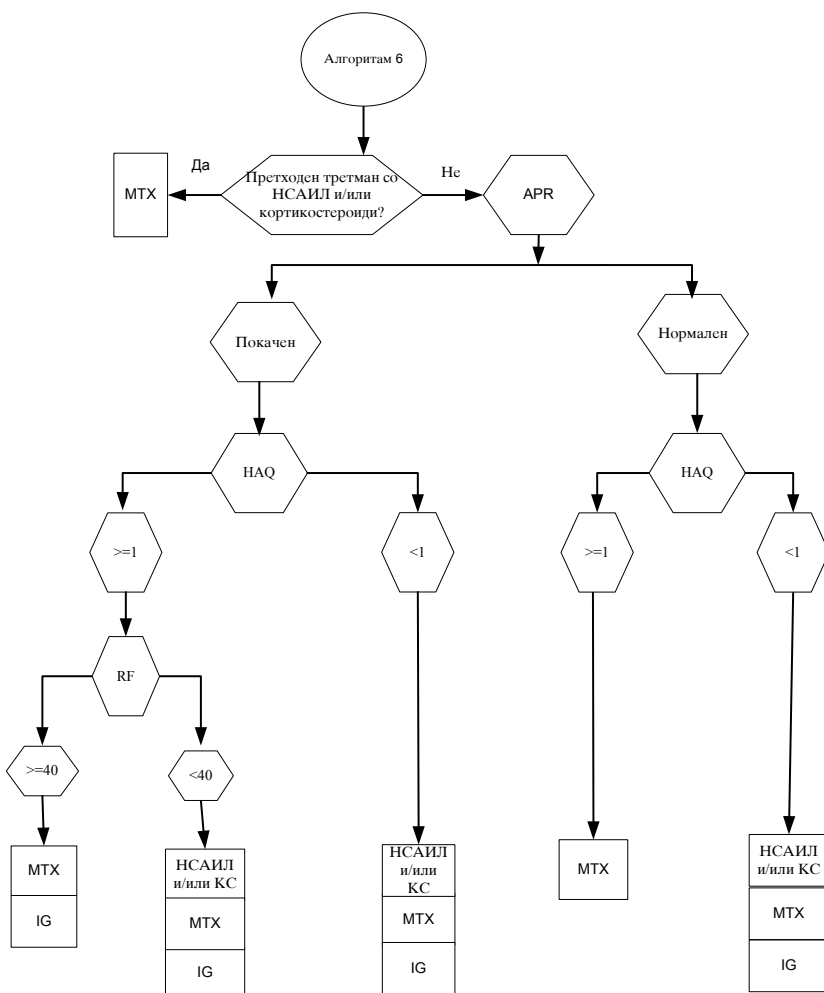 Алгоритам 6
Да
Претходен третман со
НСАИЛ и/или
кортикостероиди?
Не
MTX
APR
Покачен
Нормален
HAQ
HAQ
>=1
<1
>=1
<1
RF
>=40
<40
MTX
IG
НСАИЛ
и/или КС
MTX
IG
НСАИЛ
и/или
КС
MTX
IG
MTX
НСАИЛ
и/или КС
MTX
IG